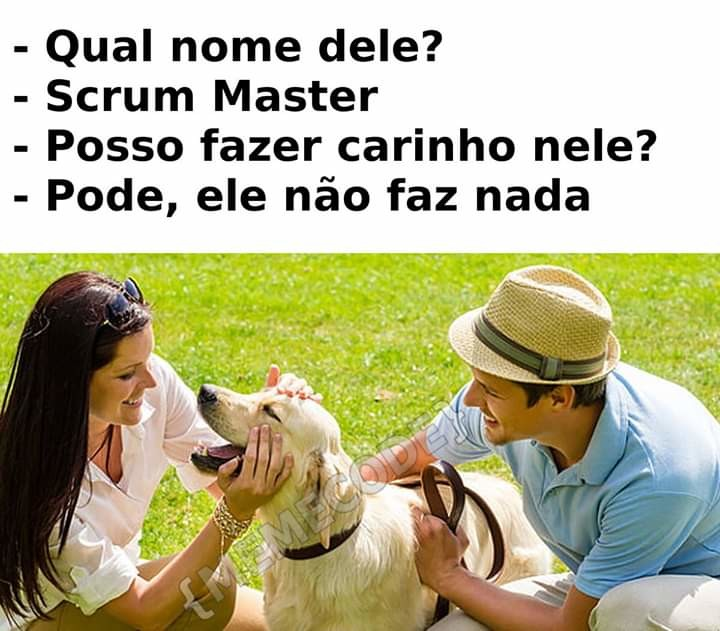 - Qual nome dele?
- Scrum Master
- Posso fazer carinho nele?
- Pode, ele não faz nada
{MEMECODE}